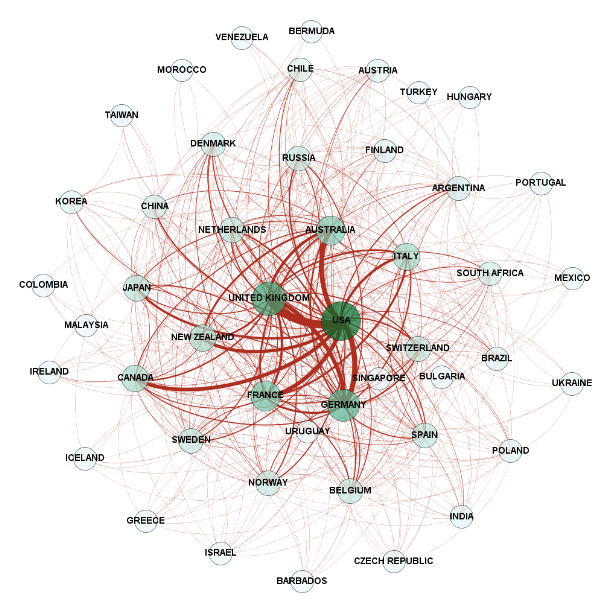 BERMUDA
VENEZUELA
CHILE
AUSTRIA
MOROCCO
TURKEY
HUNGARY
TAIWAN
DENMARK
FINLAND
RUSSIA
PORTUGAL
ARGENTINA
KOREA
CHINA
NETHERLANDS
AUSTRALIA
ITALY
SOUTH AFRICA
MEXICO
COLOMBIA
JAPAN
UNITED KINGDOM
USA
MALAYSIA
NEW ZEALAND
SWITZERLAND
BRAZIL
IRELAND
CANADA
SINGAPORE
BULGARIA
UKRAINE
FRANCE
GERMANY
URUGUAY
SPAIN
SWEDEN
POLAND
ICELAND
NORWAY
BELGIUM
INDIA
GREECE
ISRAEL
CZECH REPUBLIC
BARBADOS